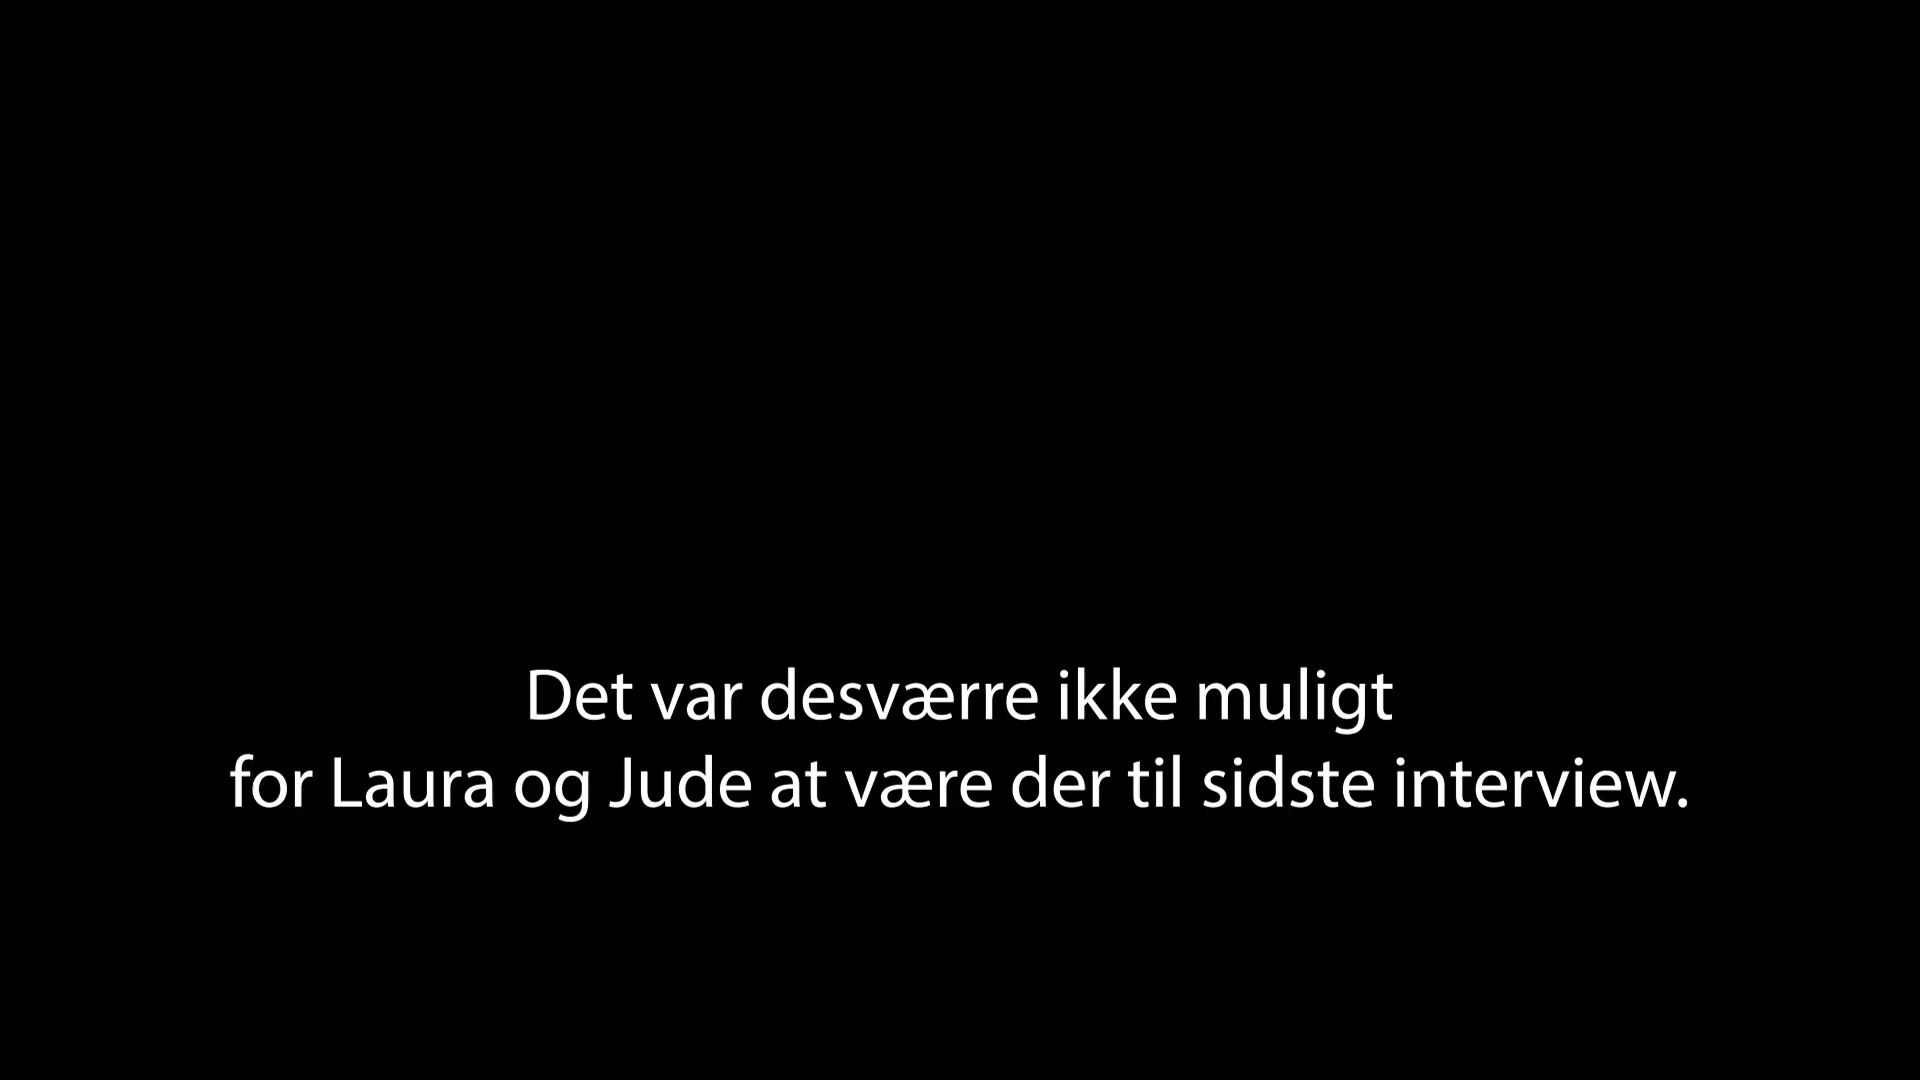 Det var desværre ikke muligt
for Laura og Jude at være der til sidste interview.